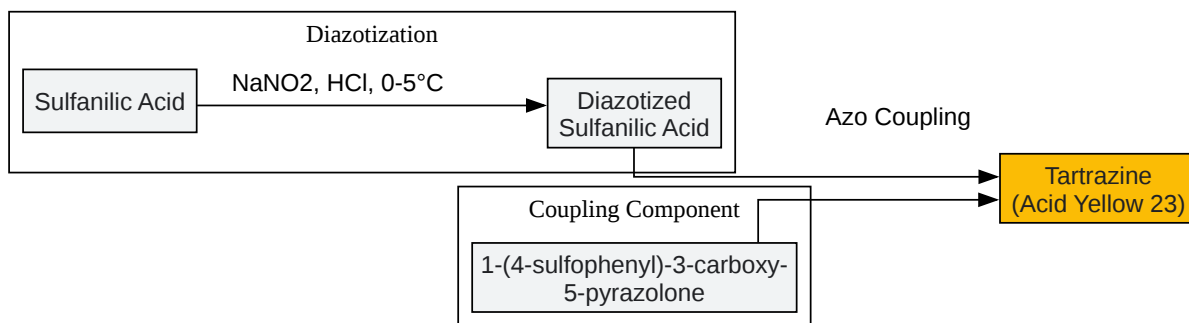 Diazotization
NaNO2, HCl, 0-5°C
Sulfanilic Acid
Diazotized
Sulfanilic Acid
Azo Coupling
Tartrazine
(Acid Yellow 23)
Coupling Component
1-(4-sulfophenyl)-3-carboxy-
5-pyrazolone